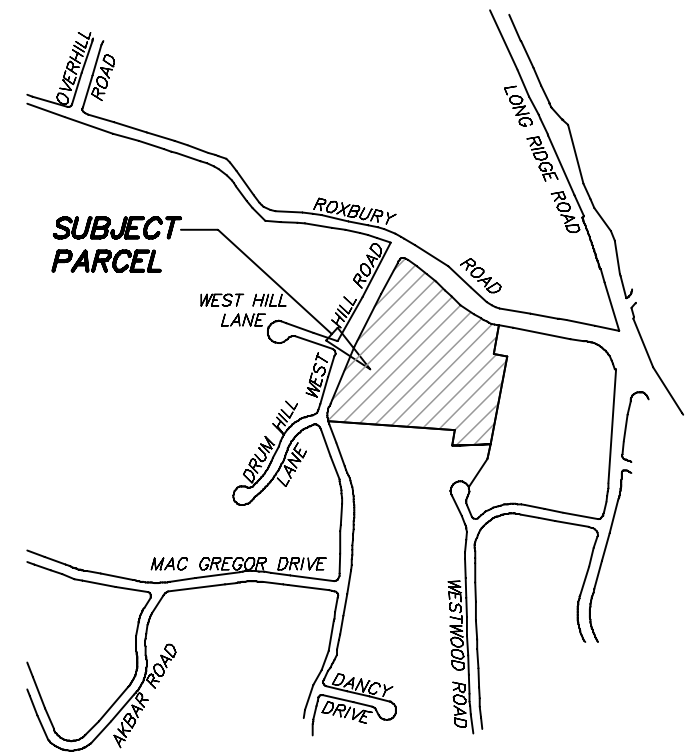 OVERHILL
ROAD
LONG RIDGE ROAD
ROXBURY
ROAD
SUBJECT
PARCEL
WEST HILL
LANE
WEST HILL ROAD
DRUM HILL
LANE
MAC GREGOR DRIVE
AKBAR ROAD
WESTWOOD ROAD
DANCY
DRIVE